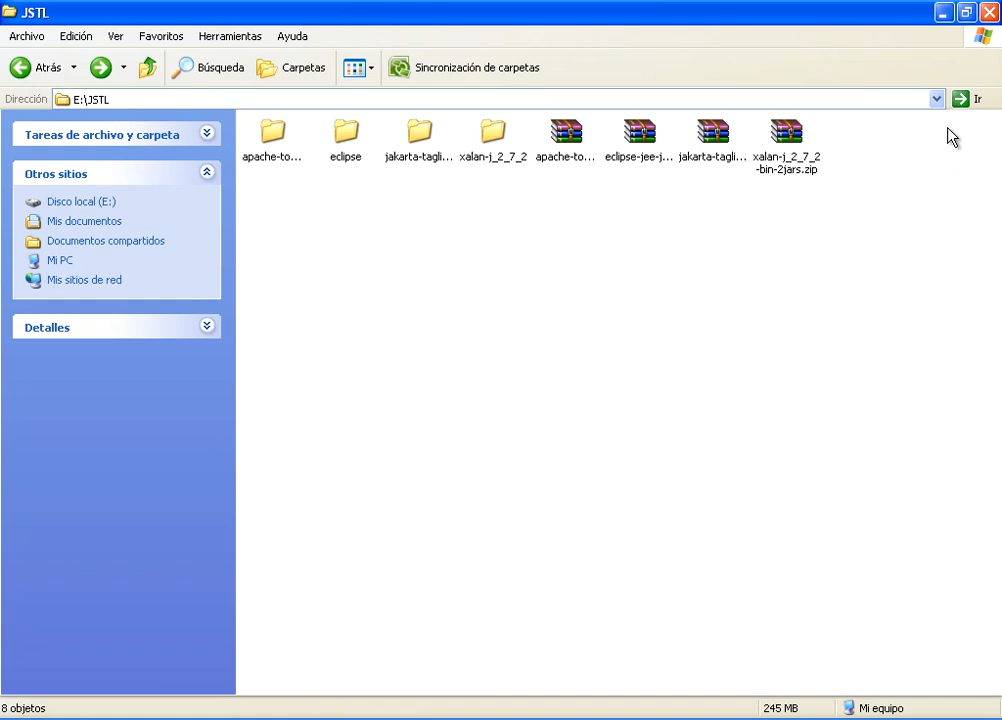 JSTL
Archivo Edición Ver Favoritos Herramientas Ayuda
Atrás Búsqueda Carpetas Sincronización de carpetas
Dirección E:\JSTL Ir
Tareas de archivo y carpeta
Otros sitios
Disco local (E:)
Mis documentos
Documentos compartidos
Mi PC
Mis sitios de red
Detalles
apache-to... eclipse jakarta-tagli... xalan-j_2_7_2 apache-to... eclipse-jee-j... jakarta-tagli... xalan-j_2_7_2
-bin-2jars.zip
8 objetos 245 MB Mi equipo